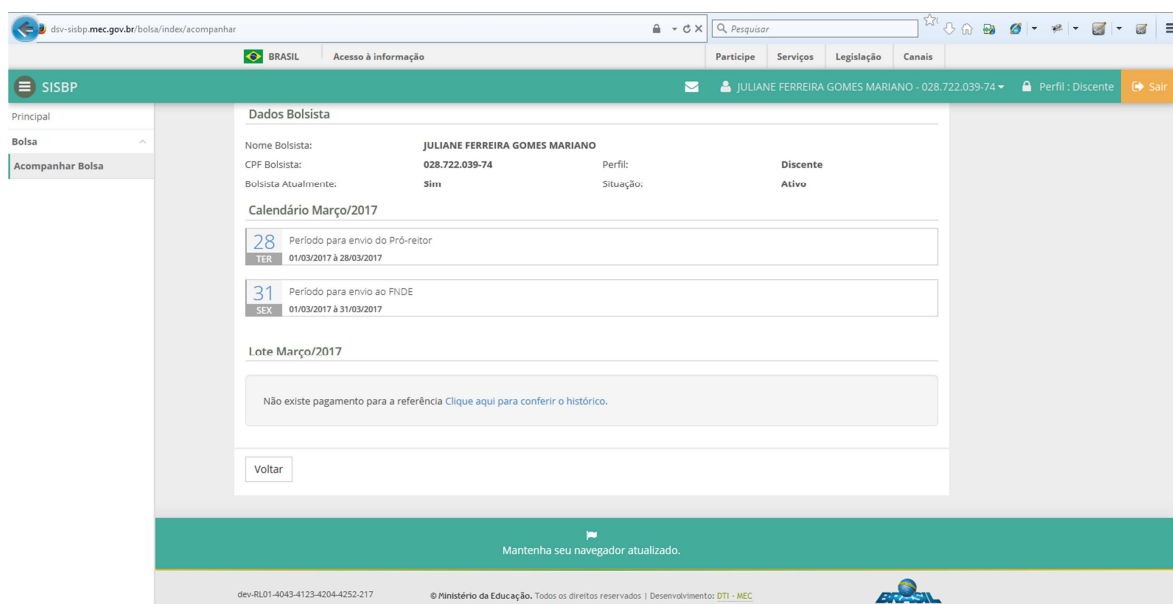 dsv-sisbp.mec.gov.br/bolsa/index/acompanhar
Pesquisar
BRASIL Acesso à informação Participe Serviços Legislação Canais
SISBP JULIANE FERREIRA GOMES MARIANO - 028.722.039-74 Perfil : Discente Sair
Principal
Bolsa
Acompanhar Bolsa
Dados Bolsista
Nome Bolsista: JULIANE FERREIRA GOMES MARIANO
CPF Bolsista: 028.722.039-74 Perfil: Discente
Bolsista Atualmente: Sim Situação: Ativo
Calendário Março/2017
28 Período para envio do Pró-reitor
TER 01/03/2017 à 28/03/2017
31 Período para envio ao FNDE
SEX 01/03/2017 à 31/03/2017
Lote Março/2017
Não existe pagamento para a referência Clique aqui para conferir o histórico.
Voltar
Mantenha seu navegador atualizado.
dev-RL01-4043-4123-4204-4252-217 © Ministério da Educação. Todos os direitos reservados | Desenvolvimento: DTI - MEC
BRASIL